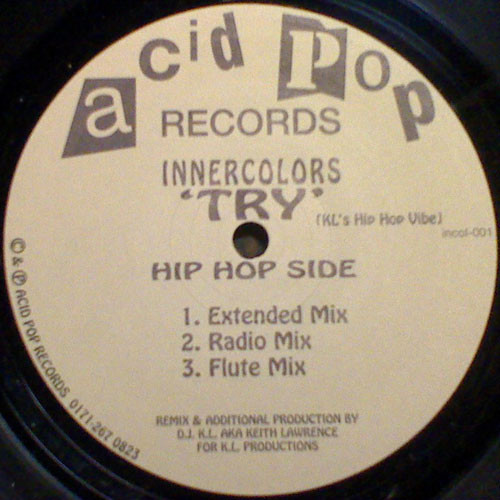 acid Pop
RECORDS
INNERCOLORS
'TRY'
(KL's Hip Hop Vibe)
incol-001
HIP HOP SIDE
1. Extended Mix
2. Radio Mix
3. Flute Mix
REMIX & ADDITIONAL PRODUCTION BY
D.J. K.L. AKA KEITH LAWRENCE
FOR K.L. PRODUCTIONS
© & ℗ ACID POP RECORDS 0171-267 0823